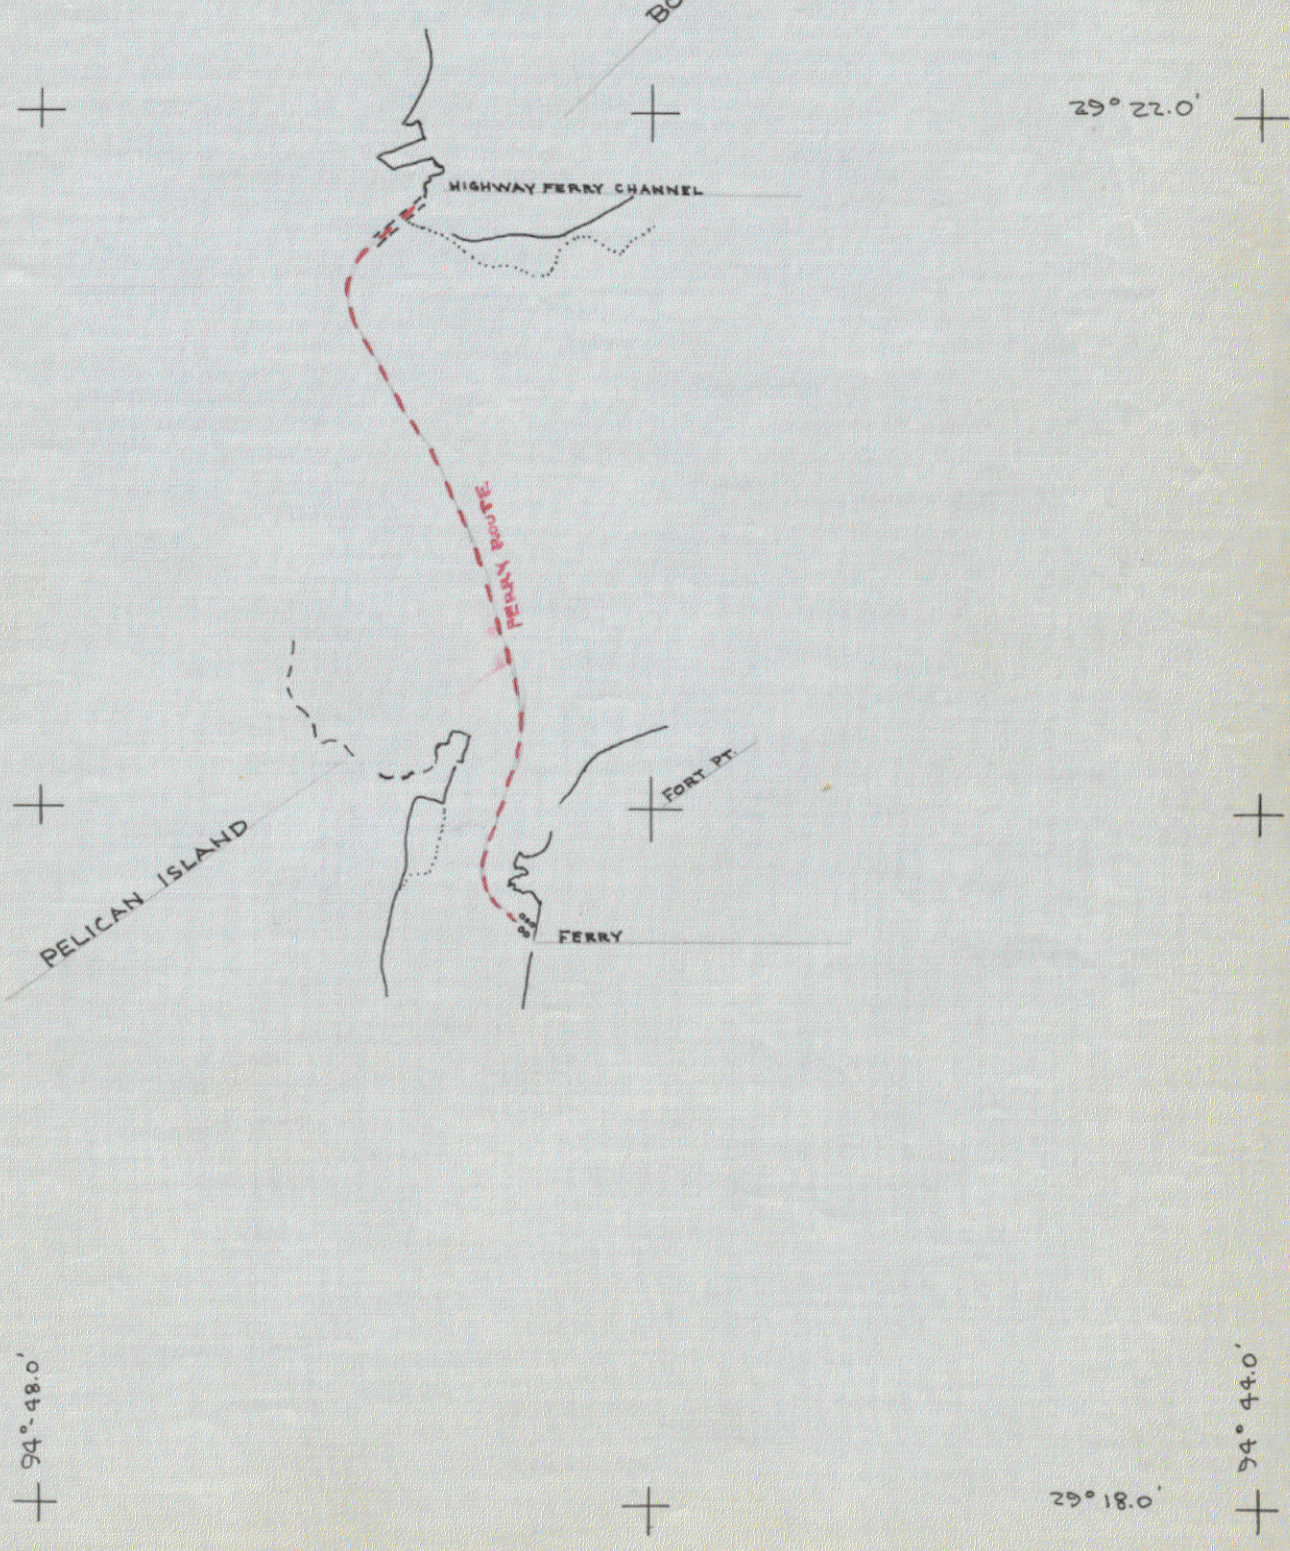 BO
29° 22.0'
HIGHWAY FERRY CHANNEL
FERRY ROUTE
FORT PT.
PELICAN ISLAND
FERRY
94°-48.0'
94° 44.0'
29° 18.0'